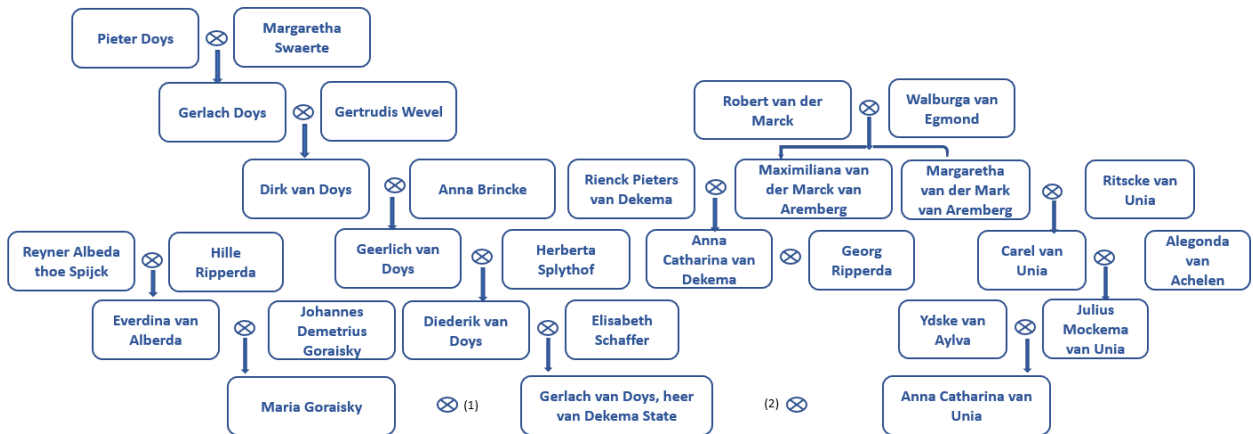 Pieter Doys
Margaretha
Swaerte
Gerlach Doys
Gertrudis Wevel
Robert van der
Marck
Walburga van
Egmond
Dirk van Doys
Anna Brincke
Rienck Pieters
van Dekema
Maximiliana van
der Marck van
Aremberg
Margaretha
van der Mark
van Aremberg
Ritscke van
Unia
Reyner Albeda
thoe Spijck
Hille
Ripperda
Geerlich van
Doys
Herberta
Splythof
Anna
Catharina van
Dekema
Georg
Ripperda
Carel van
Unia
Alegonda
van
Achelen
Everdina van
Alberda
Johannes
Demetrius
Goraisky
Diederik van
Doys
Elisabeth
Schaffer
Ydske van
Aylva
Julius
Mockema
van Unia
Maria Goraisky
(1)
Gerlach van Doys, heer
van Dekema State
(2)
Anna Catharina van
Unia